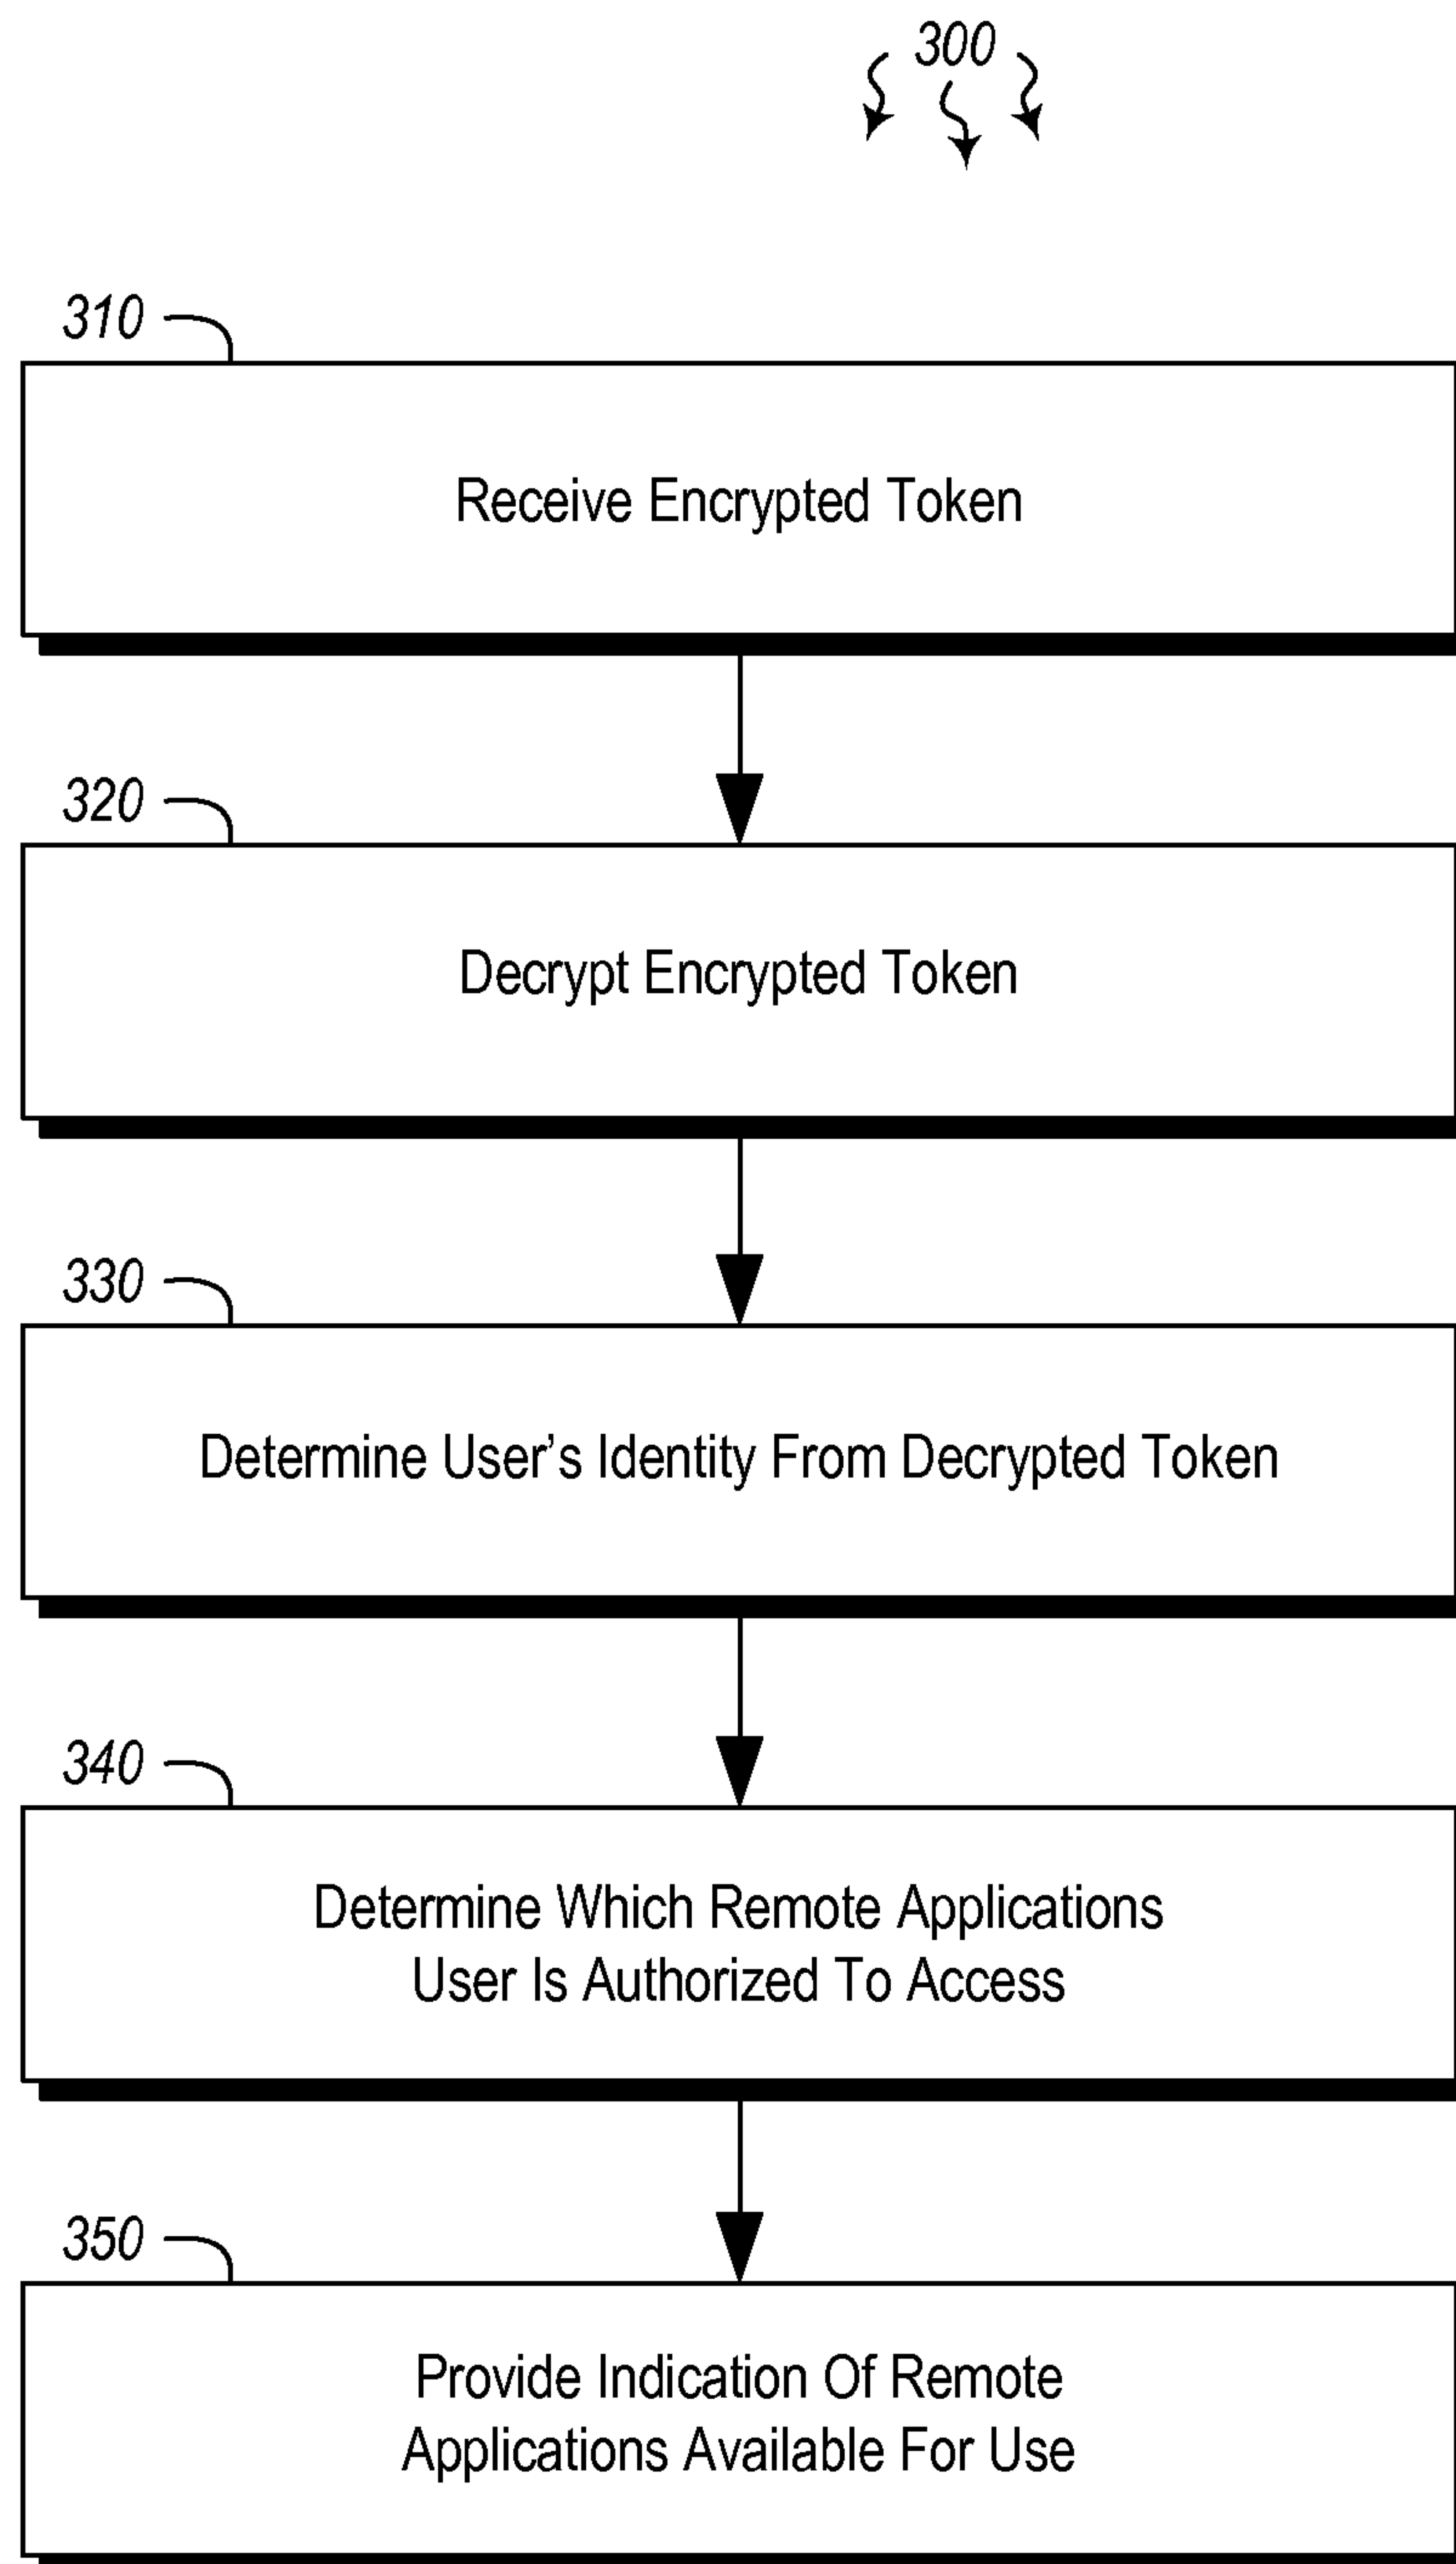 300
310
Receive Encrypted Token
320
Decrypt Encrypted Token
330
Determine User's Identity From Decrypted Token
340
Determine Which Remote Applications
User Is Authorized To Access
350
Provide Indication Of Remote
Applications Available For Use